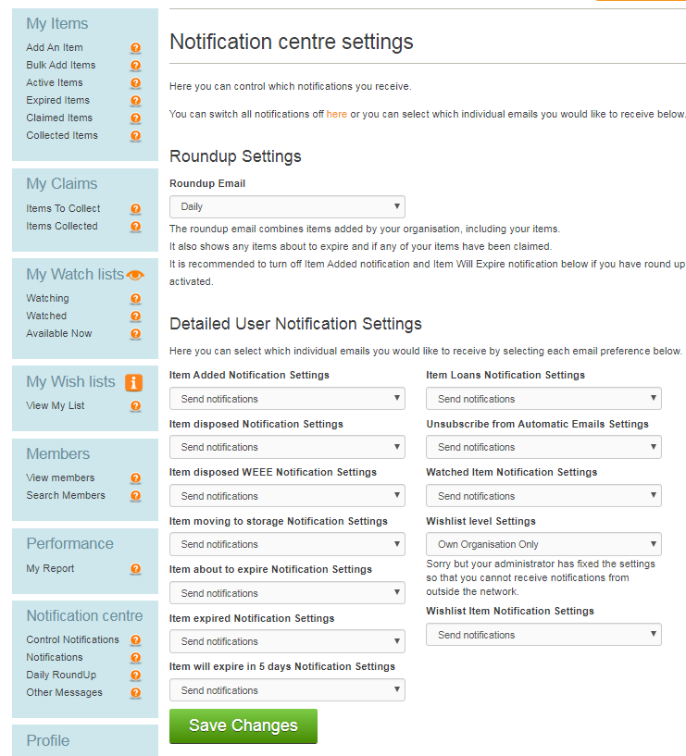 My Items
Add An Item
Bulk Add Items
Active Items
Expired Items
Claimed Items
Collected Items
My Claims
Items To Collect
Items Collected
My Watch lists
Watching
Watched
Available Now
My Wish lists
View My List
Members
View members
Search Members
Performance
My Report
Notification centre
Control Notifications
Notifications
Daily RoundUp
Other Messages
Profile
Notification centre settings
Here you can control which notifications you receive.
You can switch all notifications off here or you can select which individual emails you would like to receive below.
Roundup Settings
Roundup Email
Daily
The roundup email combines items added by your organisation, including your items.
It also shows any items about to expire and if any of your items have been claimed.
It is recommended to turn off Item Added notification and Item Will Expire notification below if you have round up
activated.
Detailed User Notification Settings
Here you can select which individual emails you would like to receive by selecting each email preference below.
Item Added Notification Settings
Send notifications
Item disposed Notification Settings
Send notifications
Item disposed WEEE Notification Settings
Send notifications
Item moving to storage Notification Settings
Send notifications
Item about to expire Notification Settings
Send notifications
Item expired Notification Settings
Send notifications
Item will expire in 5 days Notification Settings
Send notifications
Item Loans Notification Settings
Send notifications
Unsubscribe from Automatic Emails Settings
Send notifications
Watched Item Notification Settings
Send notifications
Wishlist level Settings
Own Organisation Only
Sorry but your administrator has fixed the settings
so that you cannot receive notifications from
outside the network.
Wishlist Item Notification Settings
Send notifications
Save Changes